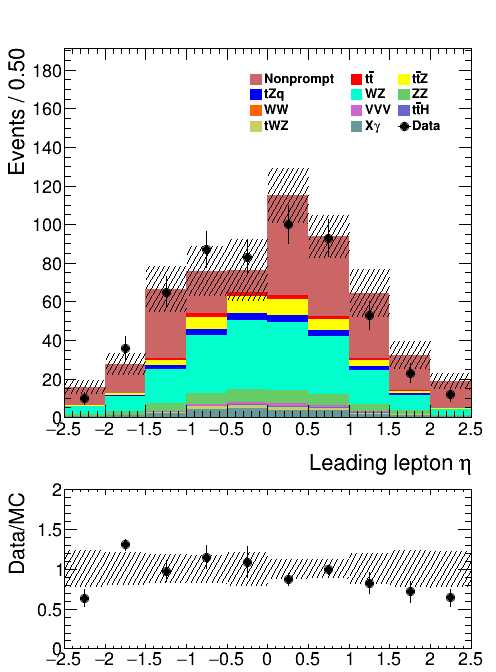 Events / 0.50
180
160
140
120
100
80
60
40
20
0
Nonprompt tt̄ tt̄Z
tZq WZ ZZ
WW VVV tt̄H
tWZ Xγ Data
−2.5 −2 −1.5 −1 −0.5 0 0.5 1 1.5 2 2.5
Leading lepton η
Data/MC
2
1.5
1
0.5
0
−2.5 −2 −1.5 −1 −0.5 0 0.5 1 1.5 2 2.5